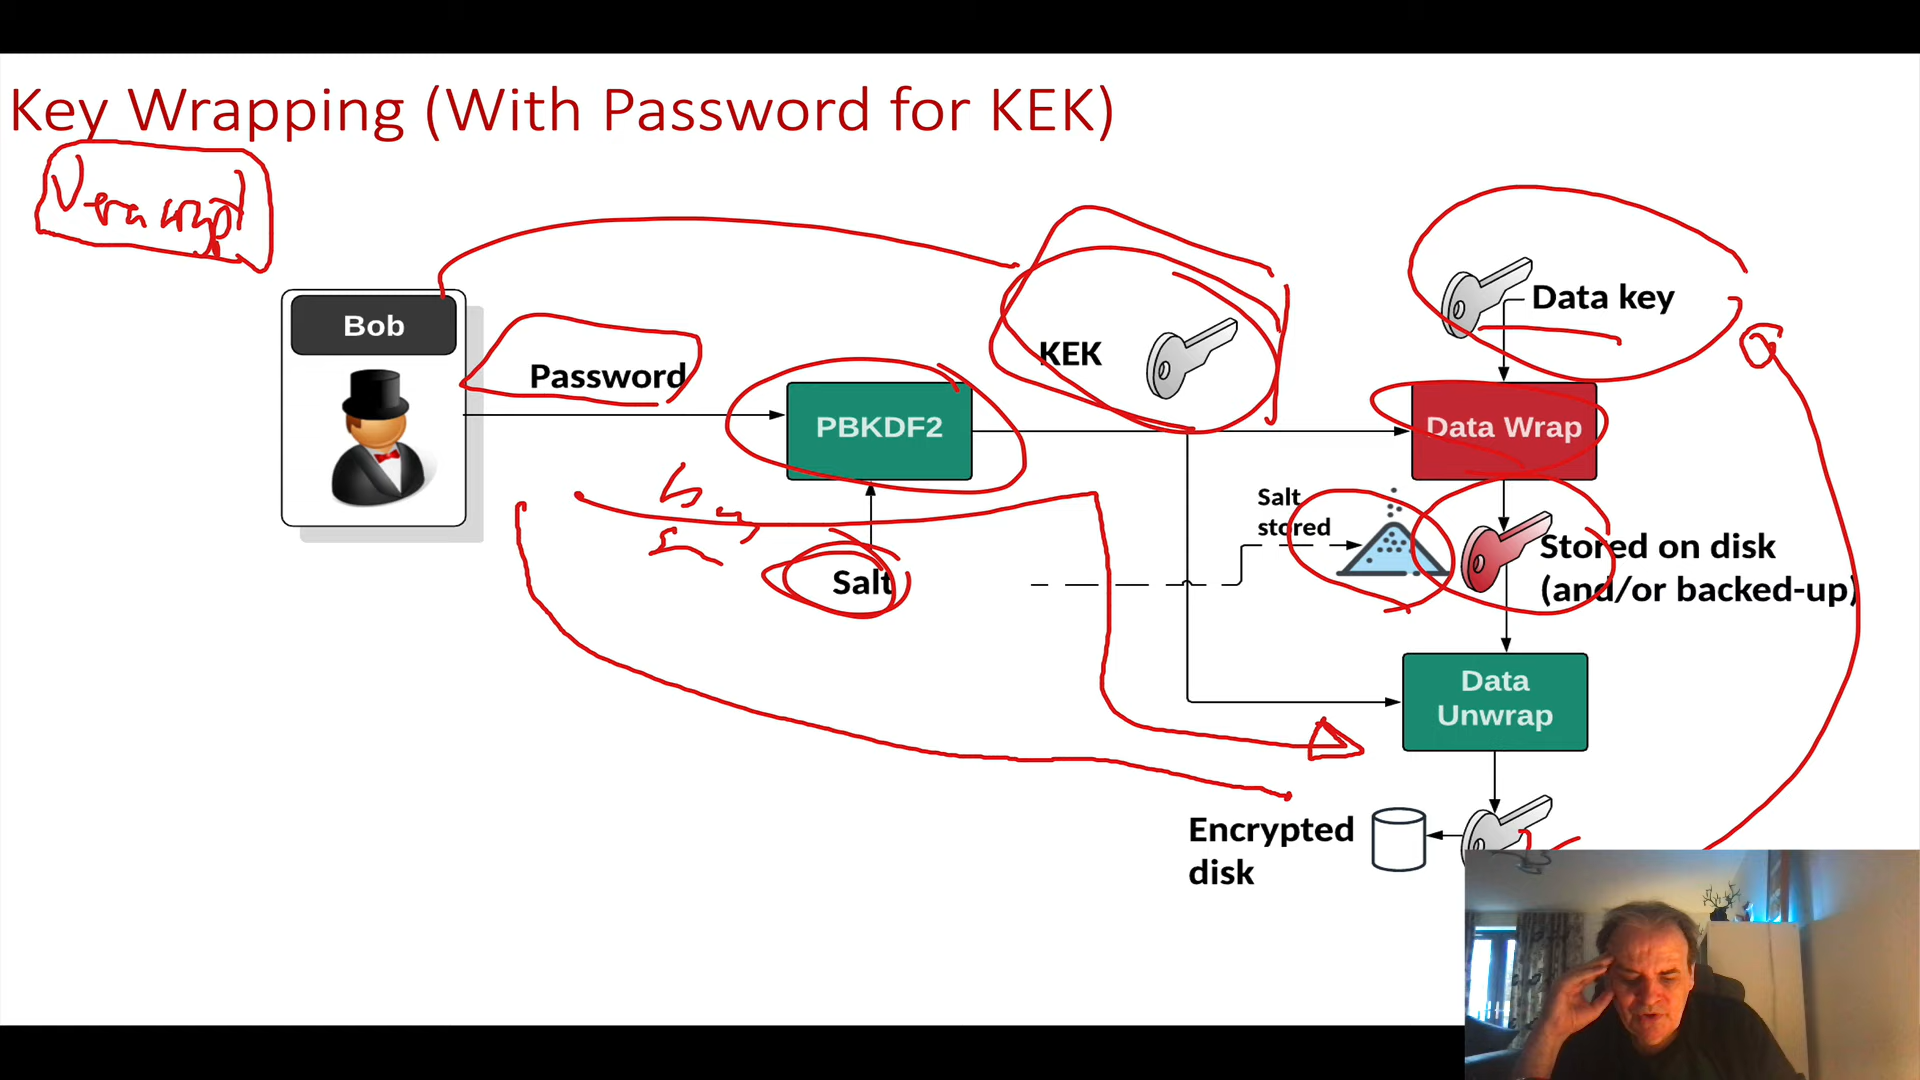 Key Wrapping (With Password for KEK)
Veracrypt
Bob
Password
PBKDF2
Salt
KEK
Data key
Data Wrap
Salt
stored
Stored on disk
(and/or backed-up)
Data
Unwrap
Encrypted
disk